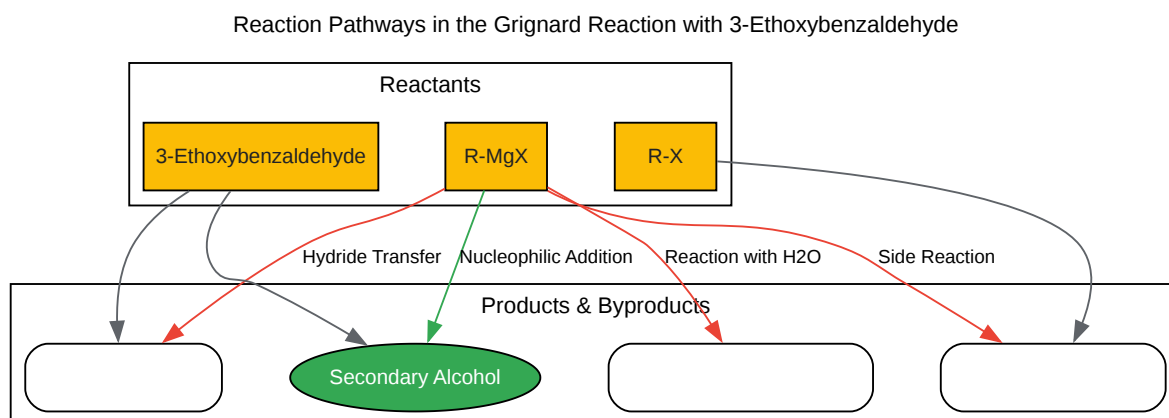 Reaction Pathways in the Grignard Reaction with 3-Ethoxybenzaldehyde
Reactants
3-Ethoxybenzaldehyde
R-MgX
R-X
Hydride Transfer
Nucleophilic Addition
Reaction with H2O
Side Reaction
Products & Byproducts
Secondary Alcohol